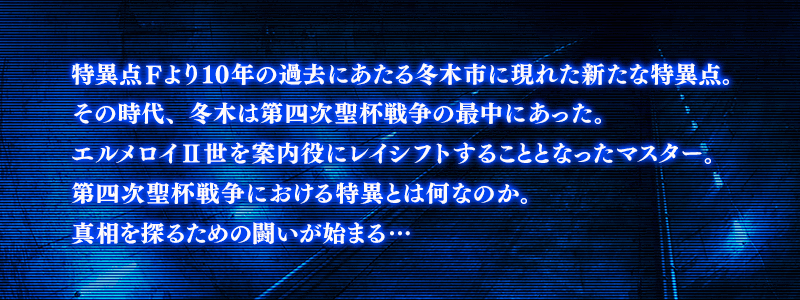 特異点Fより10年の過去にあたる冬木市に現れた新たな特異点。
その時代、冬木は第四次聖杯戦争の最中にあった。
エルメロイⅡ世を案内役にレイシフトすることとなったマスター。
第四次聖杯戦争における特異とは何なのか。
真相を探るための闘いが始まる…